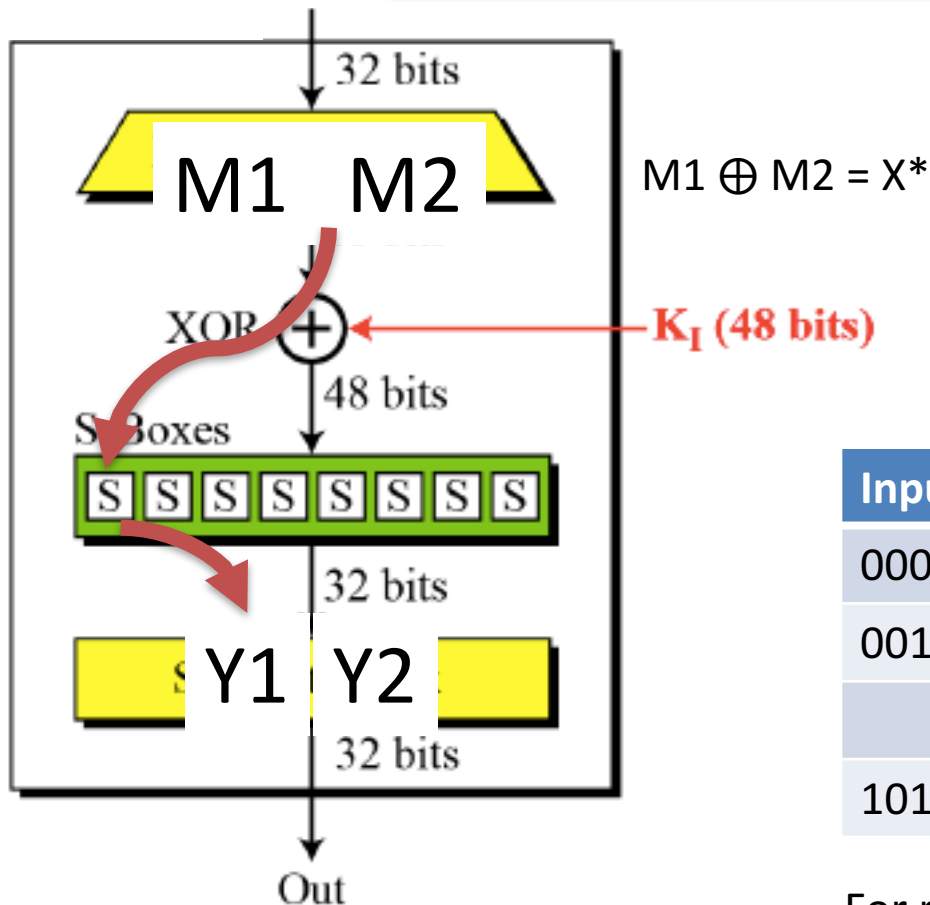 32 bits
M1 M2
M1 ⊕ M2 = X*
XOR
K_I (48 bits)
48 bits
S-Boxes
S S S S S S S S
32 bits
Y1 Y2
32 bits
Out
000
001
101